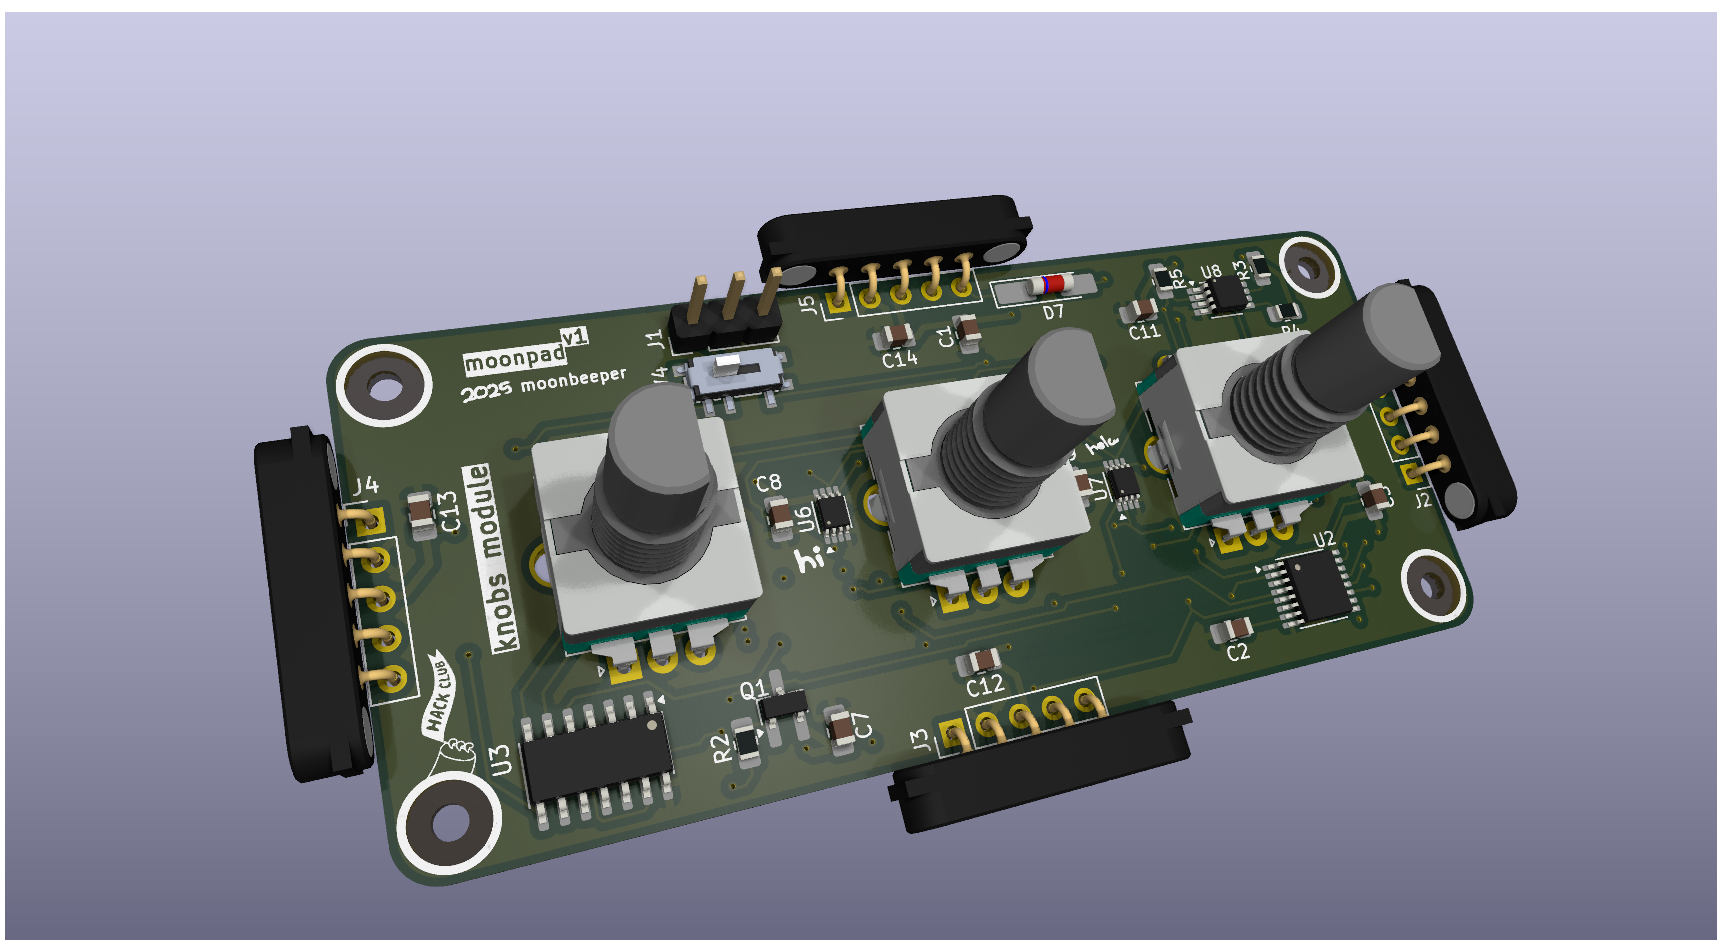 moonpad v1
2025 moonbeeper
J1
J5
D7
C14
C1
C11
R5
U8
R3
knobs module
J4
C13
C8
U6
hi
hole
U7
J2
U2
C2
C12
HACK CLUB
U3
Q1
R2
C7
J3